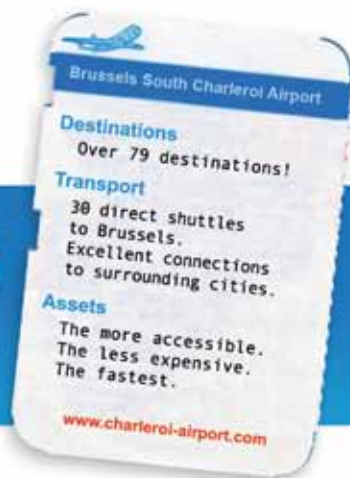 Brussels South Charleroi Airport
Destinations
Over 79 destinations!
Transport
30 direct shuttles
to Brussels.
Excellent connections
to surrounding cities.
Assets
The more accessible.
The less expensive.
The fastest.
www.charleroi-airport.com